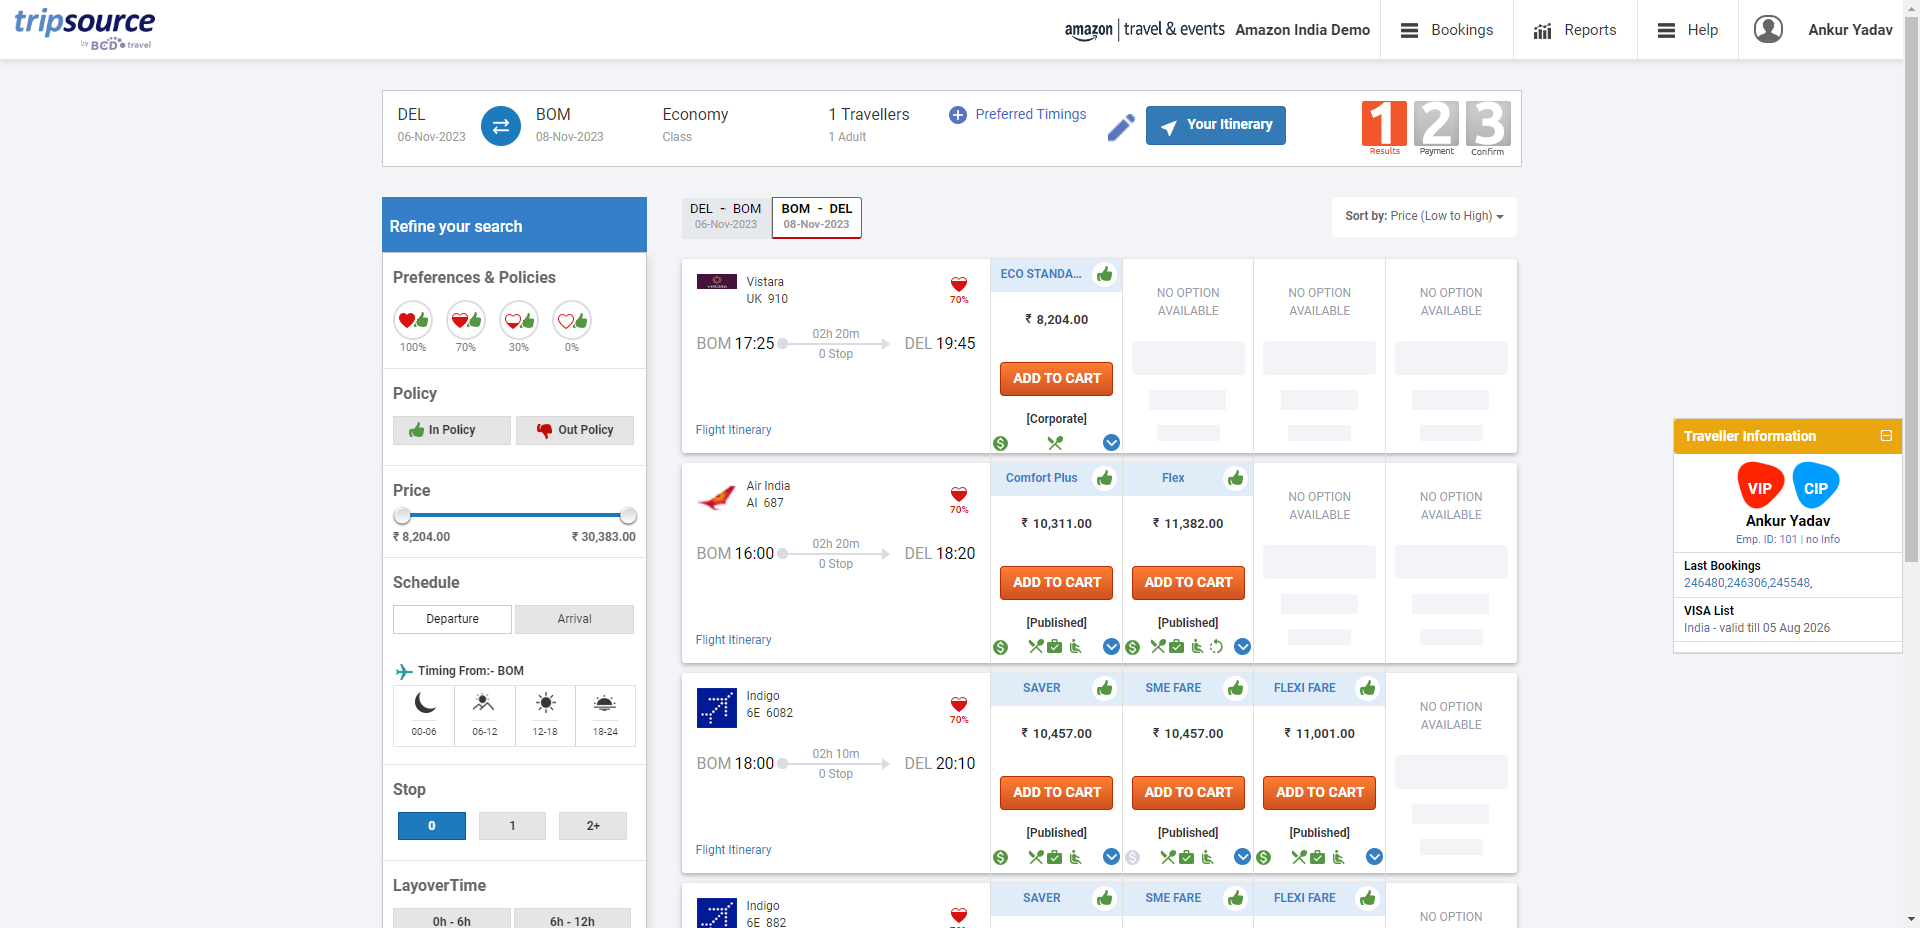 tripsource
by BCD travel
amazon travel & events
Amazon India Demo
Bookings
Reports
Help
Ankur Yadav
DEL
06-Nov-2023
BOM
08-Nov-2023
Economy
Class
1 Travellers
1 Adult
Preferred Timings
Your Itinerary
1 Results
2 Payment
3 Confirm
Refine your search
Preferences & Policies
100% 70% 30% 0%
Policy
In Policy Out Policy
Price
₹ 8,204.00 ₹ 30,383.00
Schedule
Departure Arrival
Timing From:- BOM
00-06 06-12 12-18 18-24
Stop
0 1 2+
LayoverTime
0h - 6h 6h - 12h
DEL - BOM
06-Nov-2023
BOM - DEL
08-Nov-2023
Sort by: Price (Low to High)
vistara
Vistara
UK 910
70%
BOM 17:25
02h 20m
0 Stop
DEL 19:45
Flight Itinerary
ECO STANDA...
₹ 8,204.00
ADD TO CART
[Corporate]
NO OPTION
AVAILABLE
NO OPTION
AVAILABLE
NO OPTION
AVAILABLE
Air India
AI 687
70%
BOM 16:00
02h 20m
0 Stop
DEL 18:20
Flight Itinerary
Comfort Plus
₹ 10,311.00
ADD TO CART
[Published]
Flex
₹ 11,382.00
ADD TO CART
[Published]
NO OPTION
AVAILABLE
NO OPTION
AVAILABLE
Indigo
6E 6082
70%
BOM 18:00
02h 10m
0 Stop
DEL 20:10
Flight Itinerary
SAVER
₹ 10,457.00
ADD TO CART
[Published]
SME FARE
₹ 10,457.00
ADD TO CART
[Published]
FLEXI FARE
₹ 11,001.00
ADD TO CART
[Published]
NO OPTION
AVAILABLE
Indigo
6E 882
SAVER
SME FARE
FLEXI FARE
NO OPTION
Traveller Information
VIP CIP
Ankur Yadav
Emp. ID: 101 | no Info
Last Bookings
246480,246306,245548,
VISA List
India - valid till 05 Aug 2026